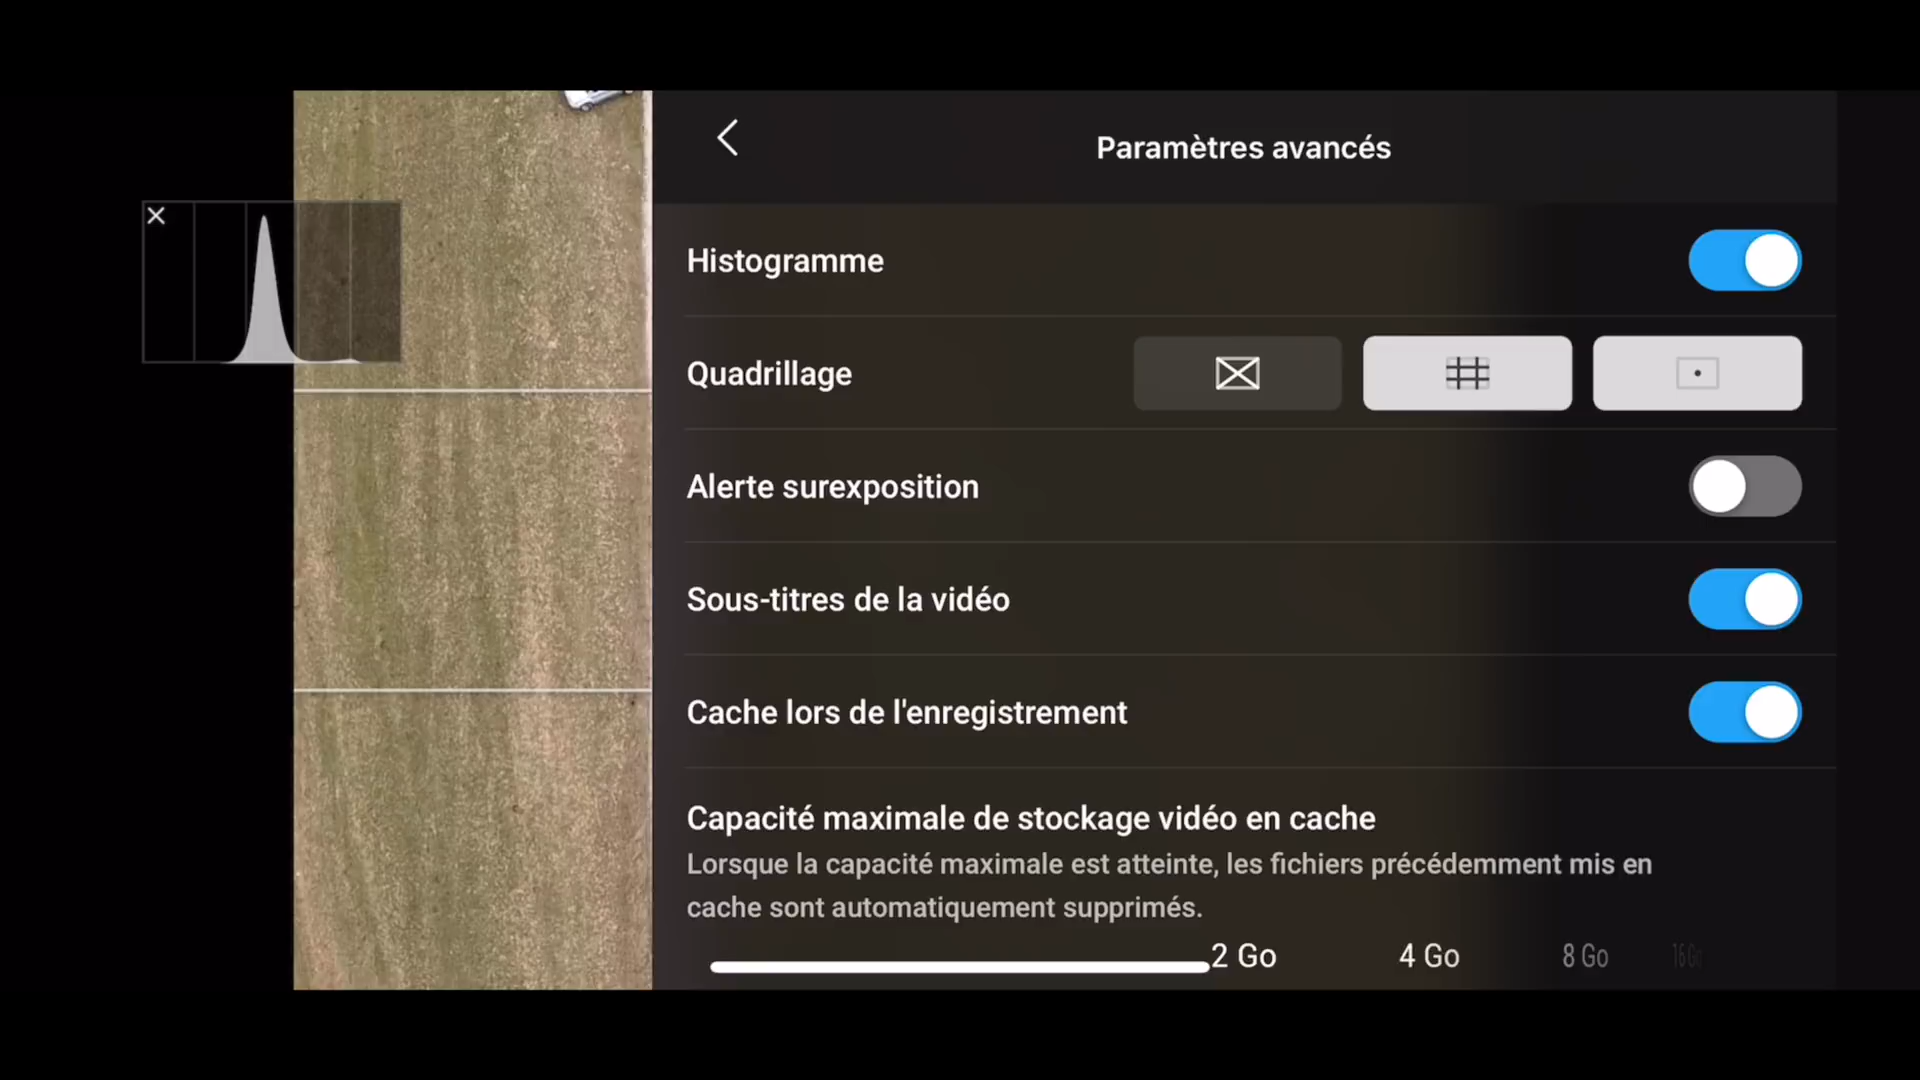 Paramètres avancés
Histogramme
Quadrillage
Alerte surexposition
Sous-titres de la vidéo
Cache lors de l'enregistrement
Capacité maximale de stockage vidéo en cache
Lorsque la capacité maximale est atteinte, les fichiers précédemment mis en
cache sont automatiquement supprimés.
2 Go 4 Go 8 Go 16 Go